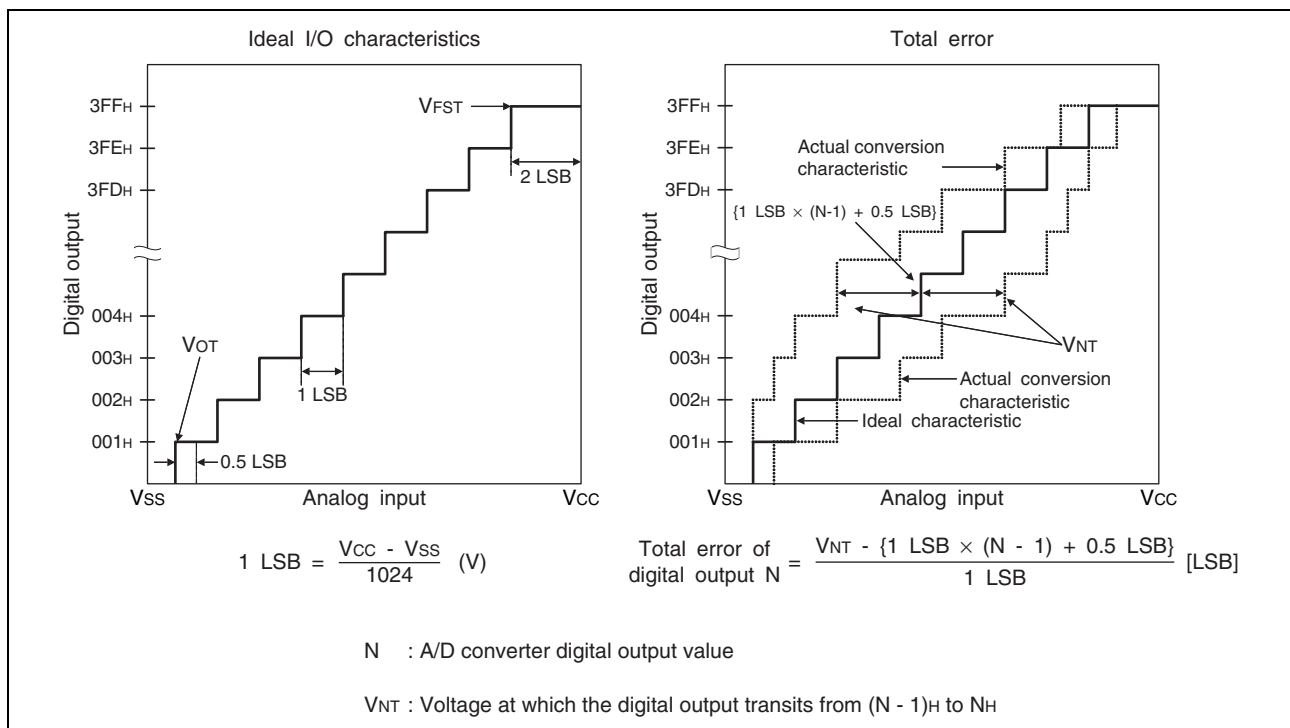 Ideal I/O characteristics
3FFH
3FEH
3FDH
004H
003H
002H
001H
Digital output
VFST
2 LSB
VOT
1 LSB
0.5 LSB
VSS
Analog input
VCC
1 LSB = VCC - VSS / 1024 (V)
Total error
3FFH
3FEH
3FDH
004H
003H
002H
001H
Digital output
Actual conversion
characteristic
{1 LSB × (N-1) + 0.5 LSB}
VNT
Actual conversion
characteristic
Ideal characteristic
VSS
Analog input
VCC
Total error of
digital output N = VNT - {1 LSB × (N - 1) + 0.5 LSB} / 1 LSB [LSB]
N : A/D converter digital output value
VNT : Voltage at which the digital output transits from (N - 1)H to NH